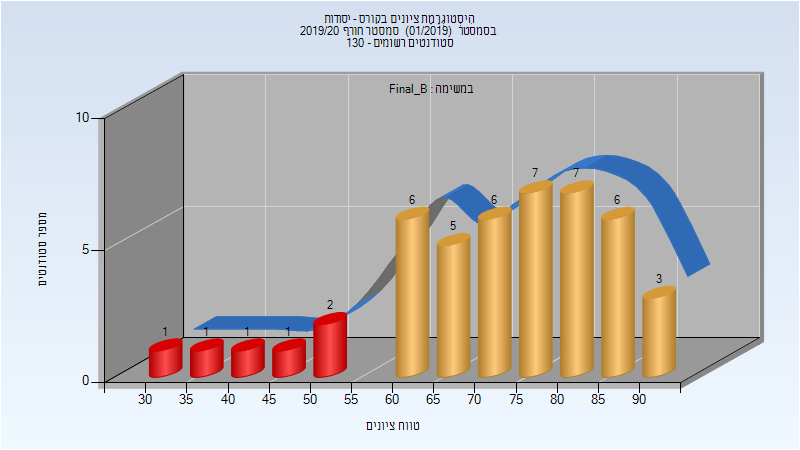 היסטוגרמת ציונים בקורס - יסודות
בסמסטר (01/2019) סמסטר חורף 2019/20
סטודנטים רשומים - 130
במשימה : Final_B
מספר סטודנטים
10
5
0
1 1 1 1 2 6 5 6 7 7 6 3
30 35 40 45 50 55 60 65 70 75 80 85 90
טווח ציונים